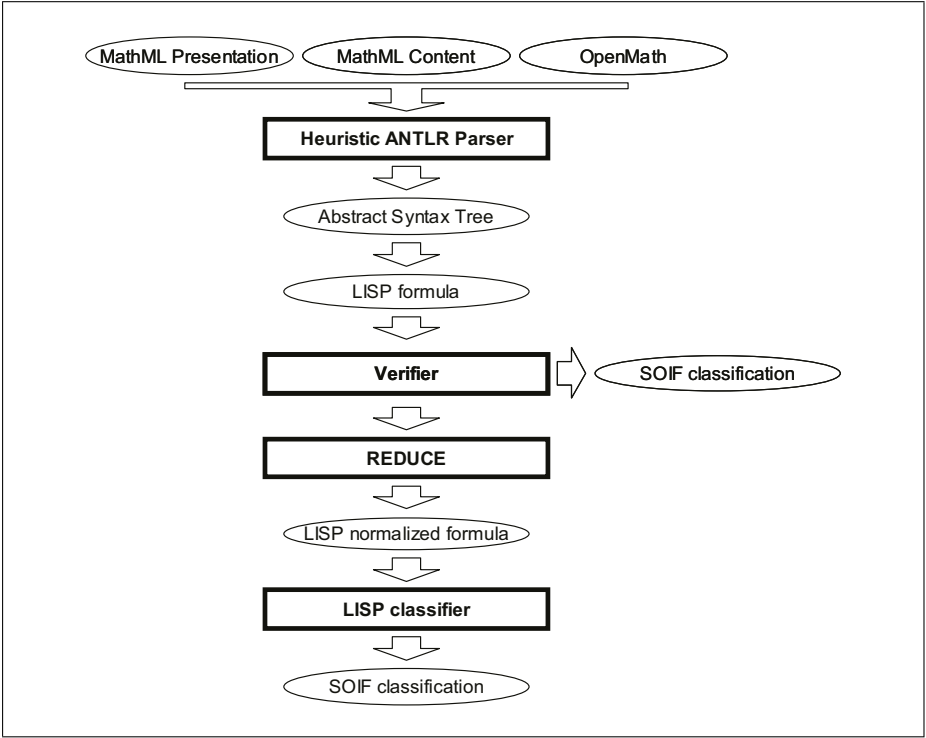 MathML Presentation
MathML Content
OpenMath
Heuristic ANTLR Parser
Abstract Syntax Tree
LISP formula
Verifier
SOIF classification
REDUCE
LISP normalized formula
LISP classifier
SOIF classification